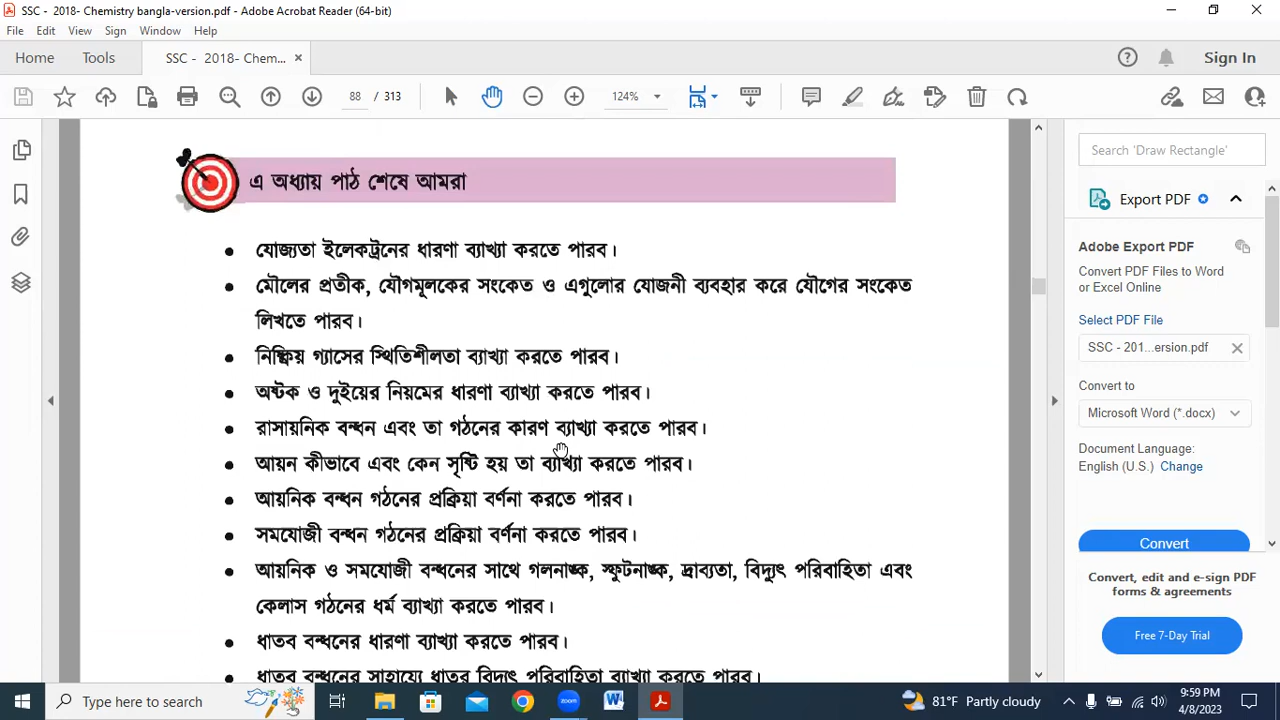 SSC - 2018- Chemistry bangla-version.pdf - Adobe Acrobat Reader (64-bit)
File Edit View Sign Window Help
Home Tools SSC - 2018- Chem... × Sign In
88 / 313 124%
Search 'Draw Rectangle'
এ অধ্যায় পাঠ শেষে আমরা
Export PDF
যোজ্যতা ইলেকট্রনের ধারণা ব্যাখ্যা করতে পারব।
Adobe Export PDF
মৌলের প্রতীক, যৌগমূলকের সংকেত ও এগুলোর যোজনী ব্যবহার করে যৌগের সংকেত
Convert PDF Files to Word
or Excel Online
লিখতে পারব।
Select PDF File
নিষ্ক্রিয় গ্যাসের স্থিতিশীলতা ব্যাখ্যা করতে পারব।
SSC - 201...ersion.pdf
অষ্টক ও দুইয়ের নিয়মের ধারণা ব্যাখ্যা করতে পারব।
Convert to
Microsoft Word (*.docx)
রাসায়নিক বন্ধন এবং তা গঠনের কারণ ব্যাখ্যা করতে পারব।
Document Language:
English (U.S.) Change
আয়ন কীভাবে এবং কেন সৃষ্টি হয় তা ব্যাখ্যা করতে পারব।
আয়নিক বন্ধন গঠনের প্রক্রিয়া বর্ণনা করতে পারব।
সমযোজী বন্ধন গঠনের প্রক্রিয়া বর্ণনা করতে পারব।
Convert
আয়নিক ও সমযোজী বন্ধনের সাথে গলনাঙ্ক, স্ফুটনাঙ্ক, দ্রাব্যতা, বিদ্যুৎ পরিবাহিতা এবং
কেলাস গঠনের ধর্ম ব্যাখ্যা করতে পারব।
Convert, edit and e-sign PDF
forms & agreements
ধাতব বন্ধনের ধারণা ব্যাখ্যা করতে পারব।
Free 7-Day Trial
ধাতব বন্ধনের সাহায্যে ধাতুর বিদ্যুৎ পরিবাহিতা ব্যাখ্যা করতে পারব।
Type here to search zoom 81°F Partly cloudy 9:59 PM
4/8/2023